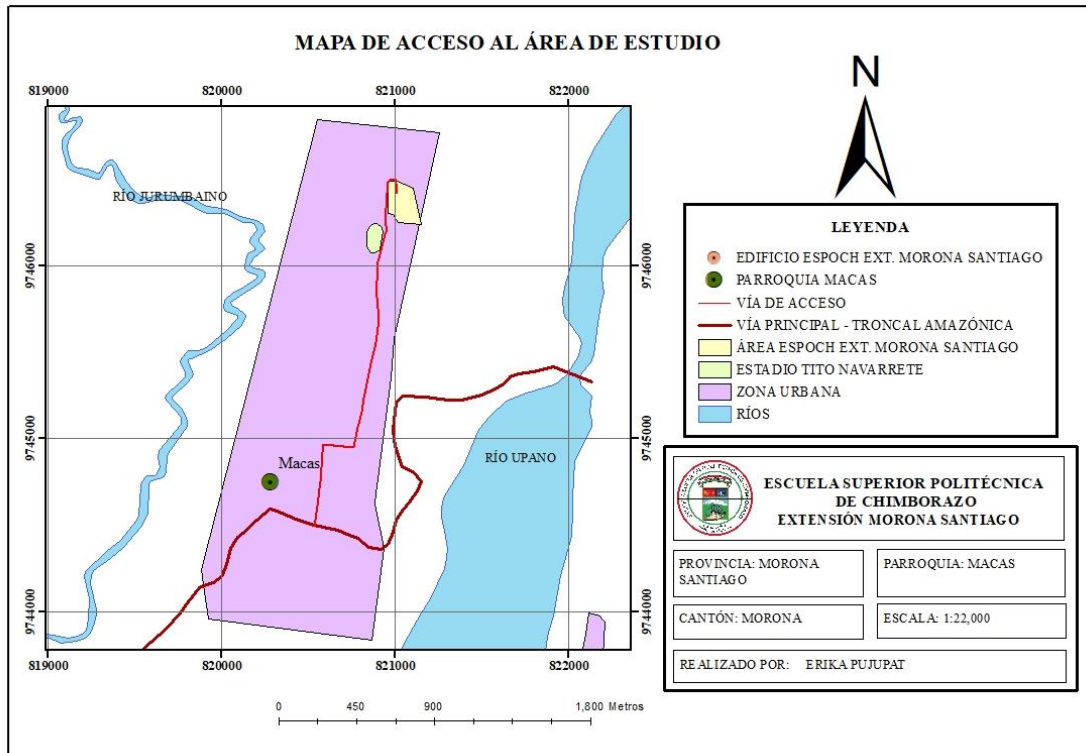 MAPA DE ACCESO AL ÁREA DE ESTUDIO
N
819000
820000
821000
822000
RÍO JURUMBAINO
9746000
9746000
9745000
9745000
Macas
RÍO UPANO
9744000
9744000
819000
820000
821000
822000
0
450
900
1,800 Metros
LEYENDA
EDIFICIO ESPOCH EXT. MORONA SANTIAGO
PARROQUIA MACAS
VÍA DE ACCESO
VÍA PRINCIPAL - TRONCAL AMAZÓNICA
ÁREA ESPOCH EXT. MORONA SANTIAGO
ESTADIO TITO NAVARRETE
ZONA URBANA
RÍOS
ESCUELA SUPERIOR POLITÉCNICA
DE CHIMBORAZO
EXTENSIÓN MORONA SANTIAGO
PROVINCIA: MORONA
SANTIAGO
PARROQUIA: MACAS
CANTÓN: MORONA
ESCALA: 1:22,000
REALIZADO POR: ERIKA PUJUPAT